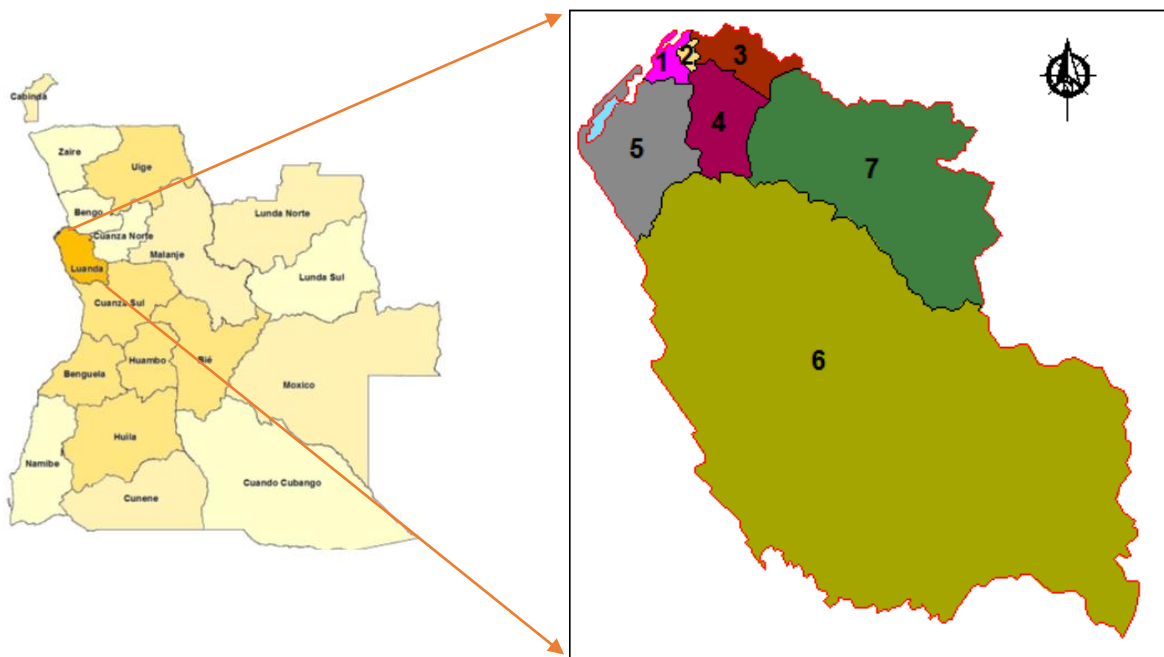 Cabinda
Zaire
Uige
Bengo
Lunda Norte
Cuanza Norte
Malanje
Luanda
Lunda Sul
Cuanza Sul
Huambo
Bié
Benguela
Moxico
Huila
Namibe
Cuando Cubango
Cunene
1
2
3
4
5
7
6
N